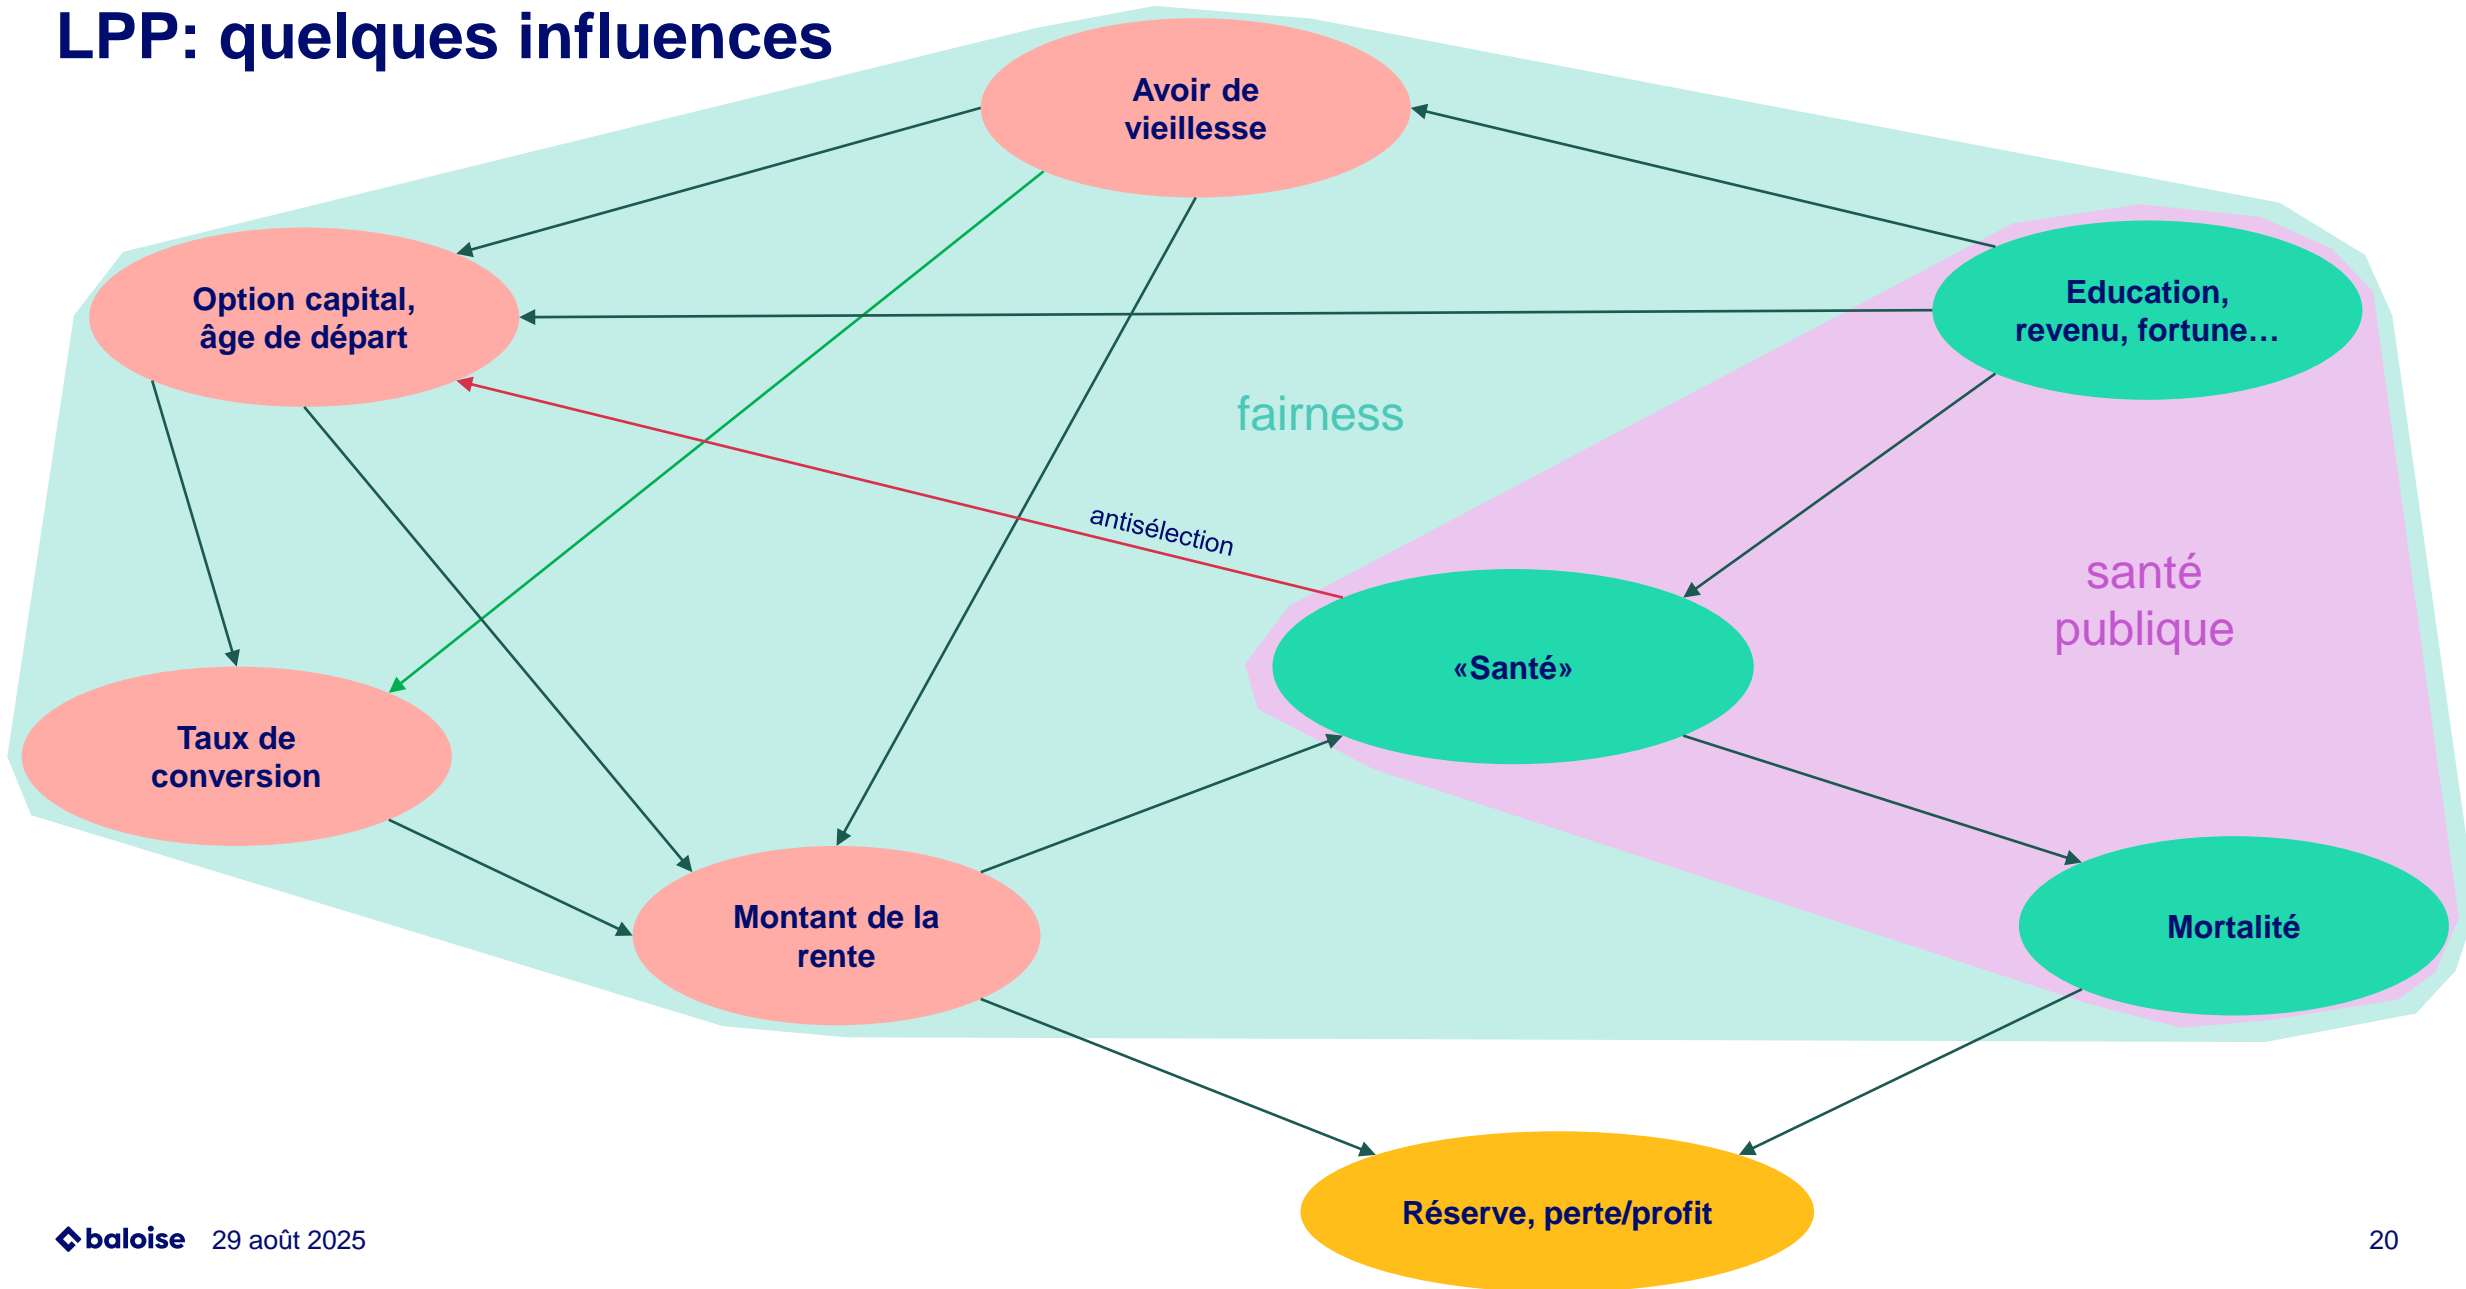 LPP: quelques influences
Avoir de
vieillesse
Option capital,
âge de départ
Education,
revenu, fortune…
fairness
antisélection
santé
publique
«Santé»
Taux de
conversion
Montant de la
rente
Mortalité
Réserve, perte/profit
baloise
29 août 2025
20